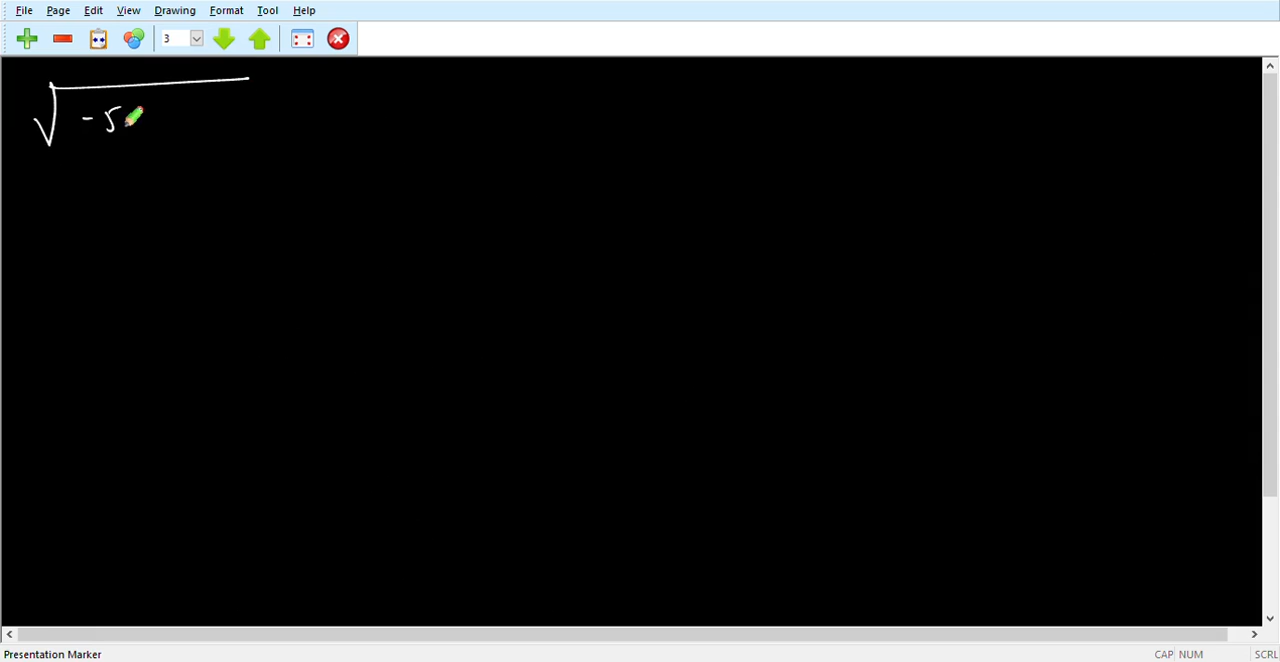 File Page Edit View Drawing Format Tool Help
3
√-5
Presentation Marker CAP NUM SCRL